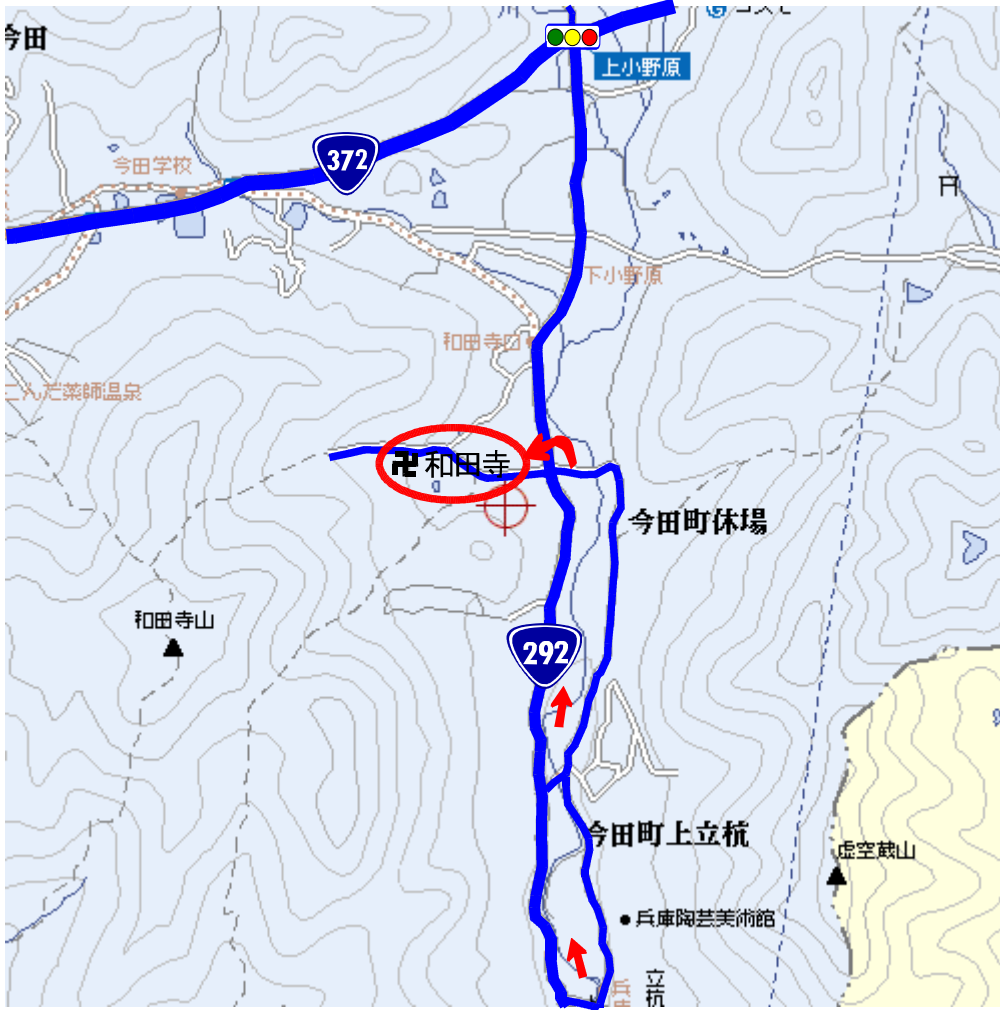 今田
上小野原
372
今田学校
下小野原
和田寺口
こんだ薬師温泉
卍 和田寺
今田町休場
和田寺山
292
今田町上立杭
虚空蔵山
兵庫陶芸美術館
立杭
兵庫